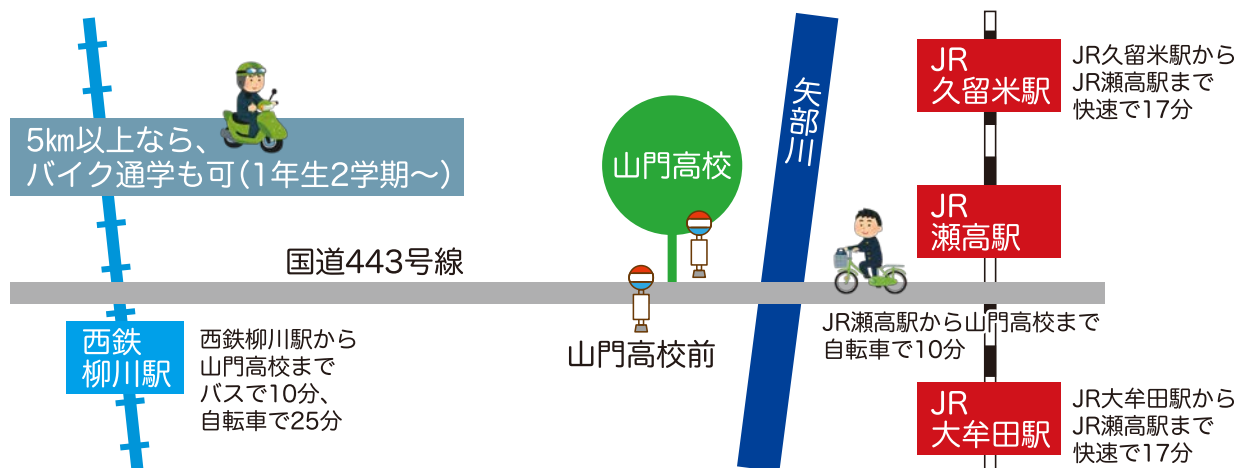 5㎞以上なら、
バイク通学も可(1年生2学期～)
国道443号線
西鉄
柳川駅
西鉄柳川駅から
山門高校まで
バスで10分、
自転車で25分
山門高校
山門高校前
矢部川
JR
久留米駅
JR久留米駅から
JR瀬高駅まで
快速で17分
JR
瀬高駅
JR瀬高駅から山門高校まで
自転車で10分
JR
大牟田駅
JR大牟田駅から
JR瀬高駅まで
快速で17分